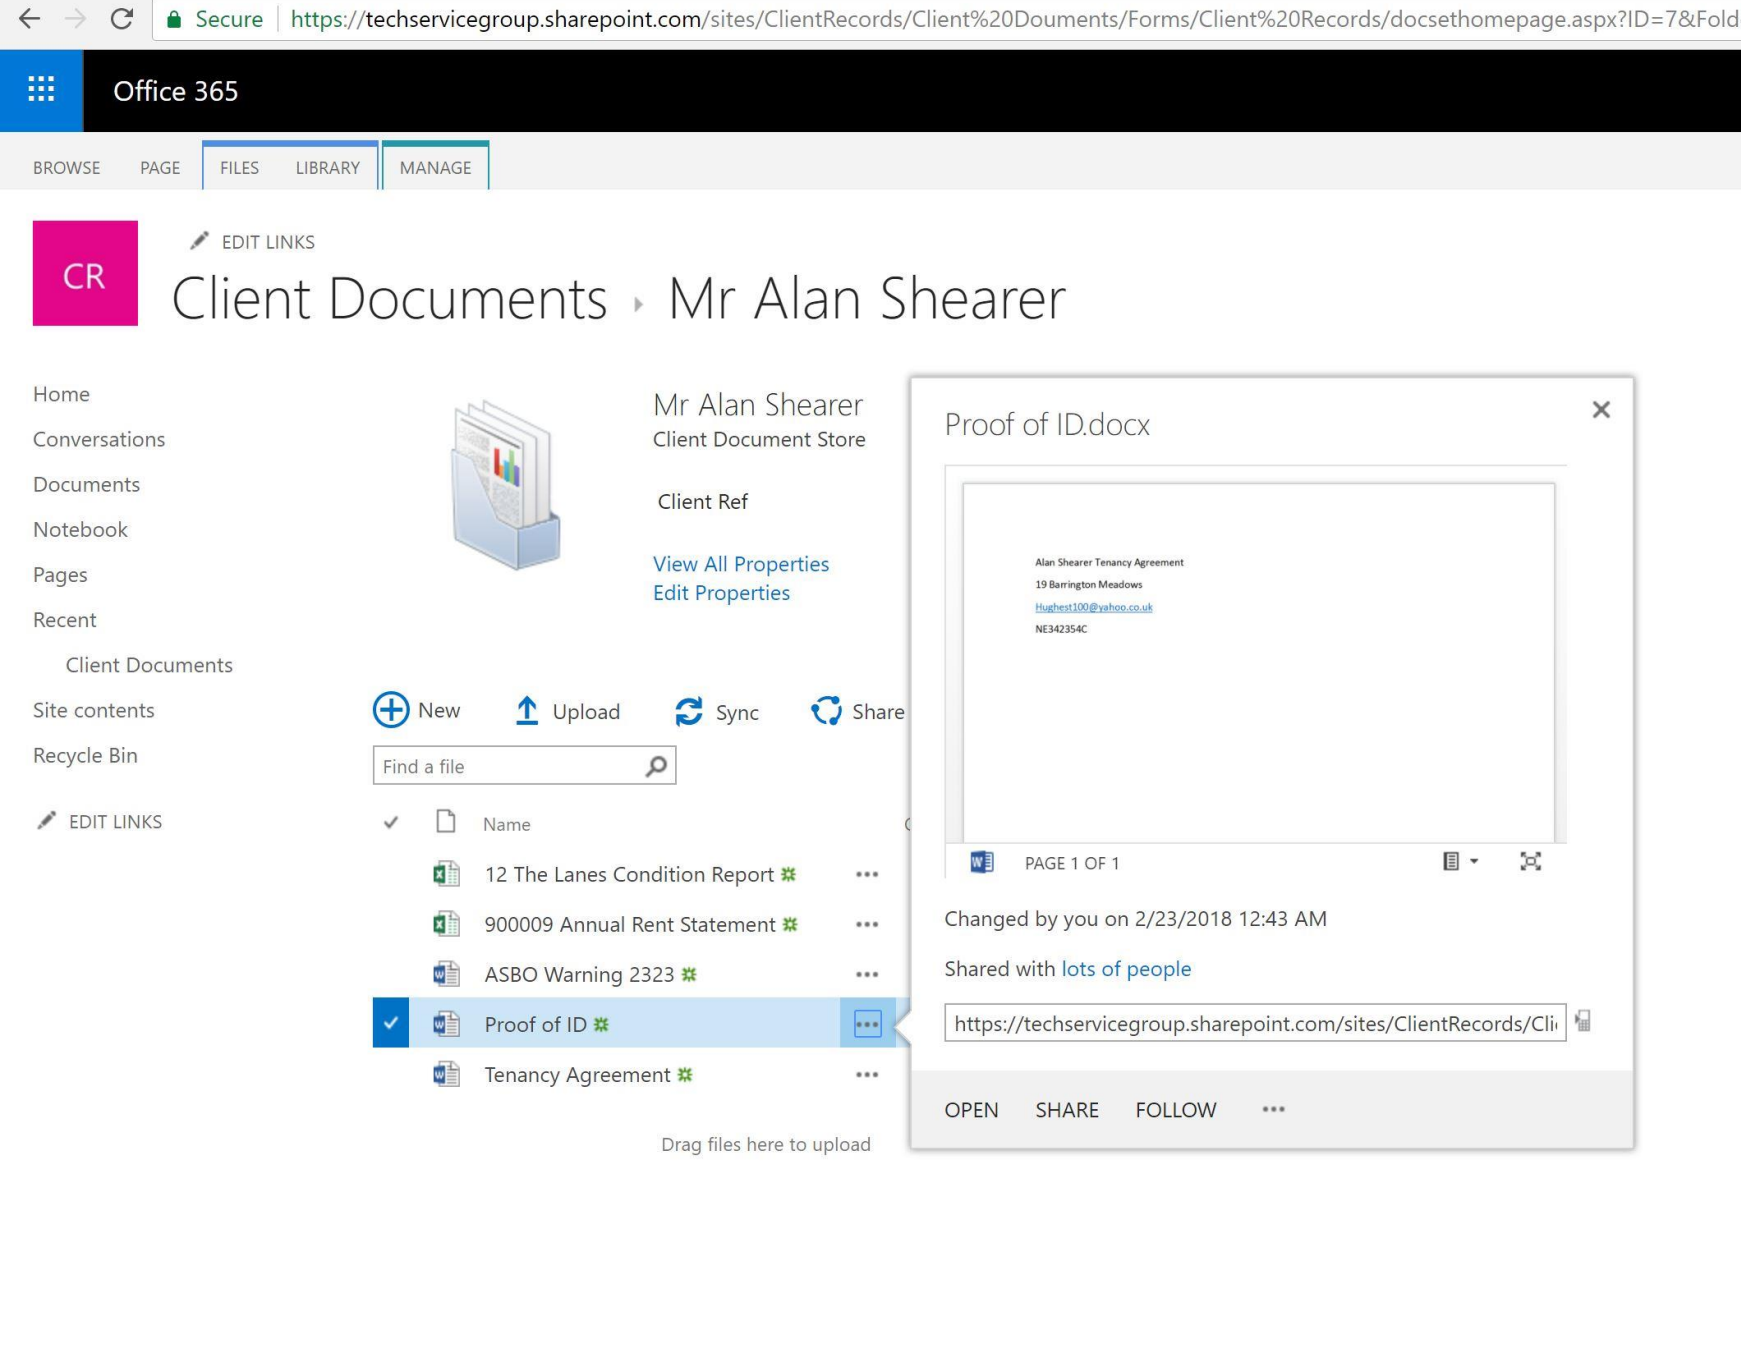 Secure
https://techservicegroup.sharepoint.com/sites/ClientRecords/Client%20Douments/Forms/Client%20Records/docsethomepage.aspx?ID=7&Fold
Office 365
BROWSE PAGE FILES LIBRARY MANAGE
CR
EDIT LINKS
Client Documents Mr Alan Shearer
Home
Conversations
Documents
Notebook
Pages
Recent
Client Documents
Site contents
Recycle Bin
EDIT LINKS
Mr Alan Shearer
Client Document Store
Client Ref
View All Properties
Edit Properties
New Upload Sync Share
Find a file
Name
12 The Lanes Condition Report
900009 Annual Rent Statement
ASBO Warning 2323
Proof of ID
Tenancy Agreement
Drag files here to upload
Proof of ID.docx
Alan Shearer Tenancy Agreement
19 Barrington Meadows
Hughest100@yahoo.co.uk
NE342354C
PAGE 1 OF 1
Changed by you on 2/23/2018 12:43 AM
Shared with lots of people
https://techservicegroup.sharepoint.com/sites/ClientRecords/Cli
OPEN SHARE FOLLOW ...